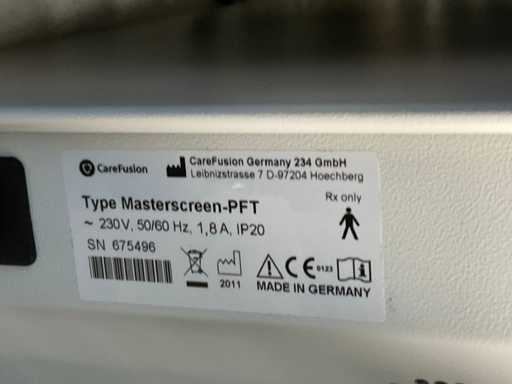 CareFusion
CareFusion Germany 234 GmbH
Leibnizstrasse 7 D-97204 Hoechberg
Rx only
Type Masterscreen-PFT
~ 230V, 50/60 Hz, 1,8 A, IP20
SN 675496
2011
CE 0123
MADE IN GERMANY